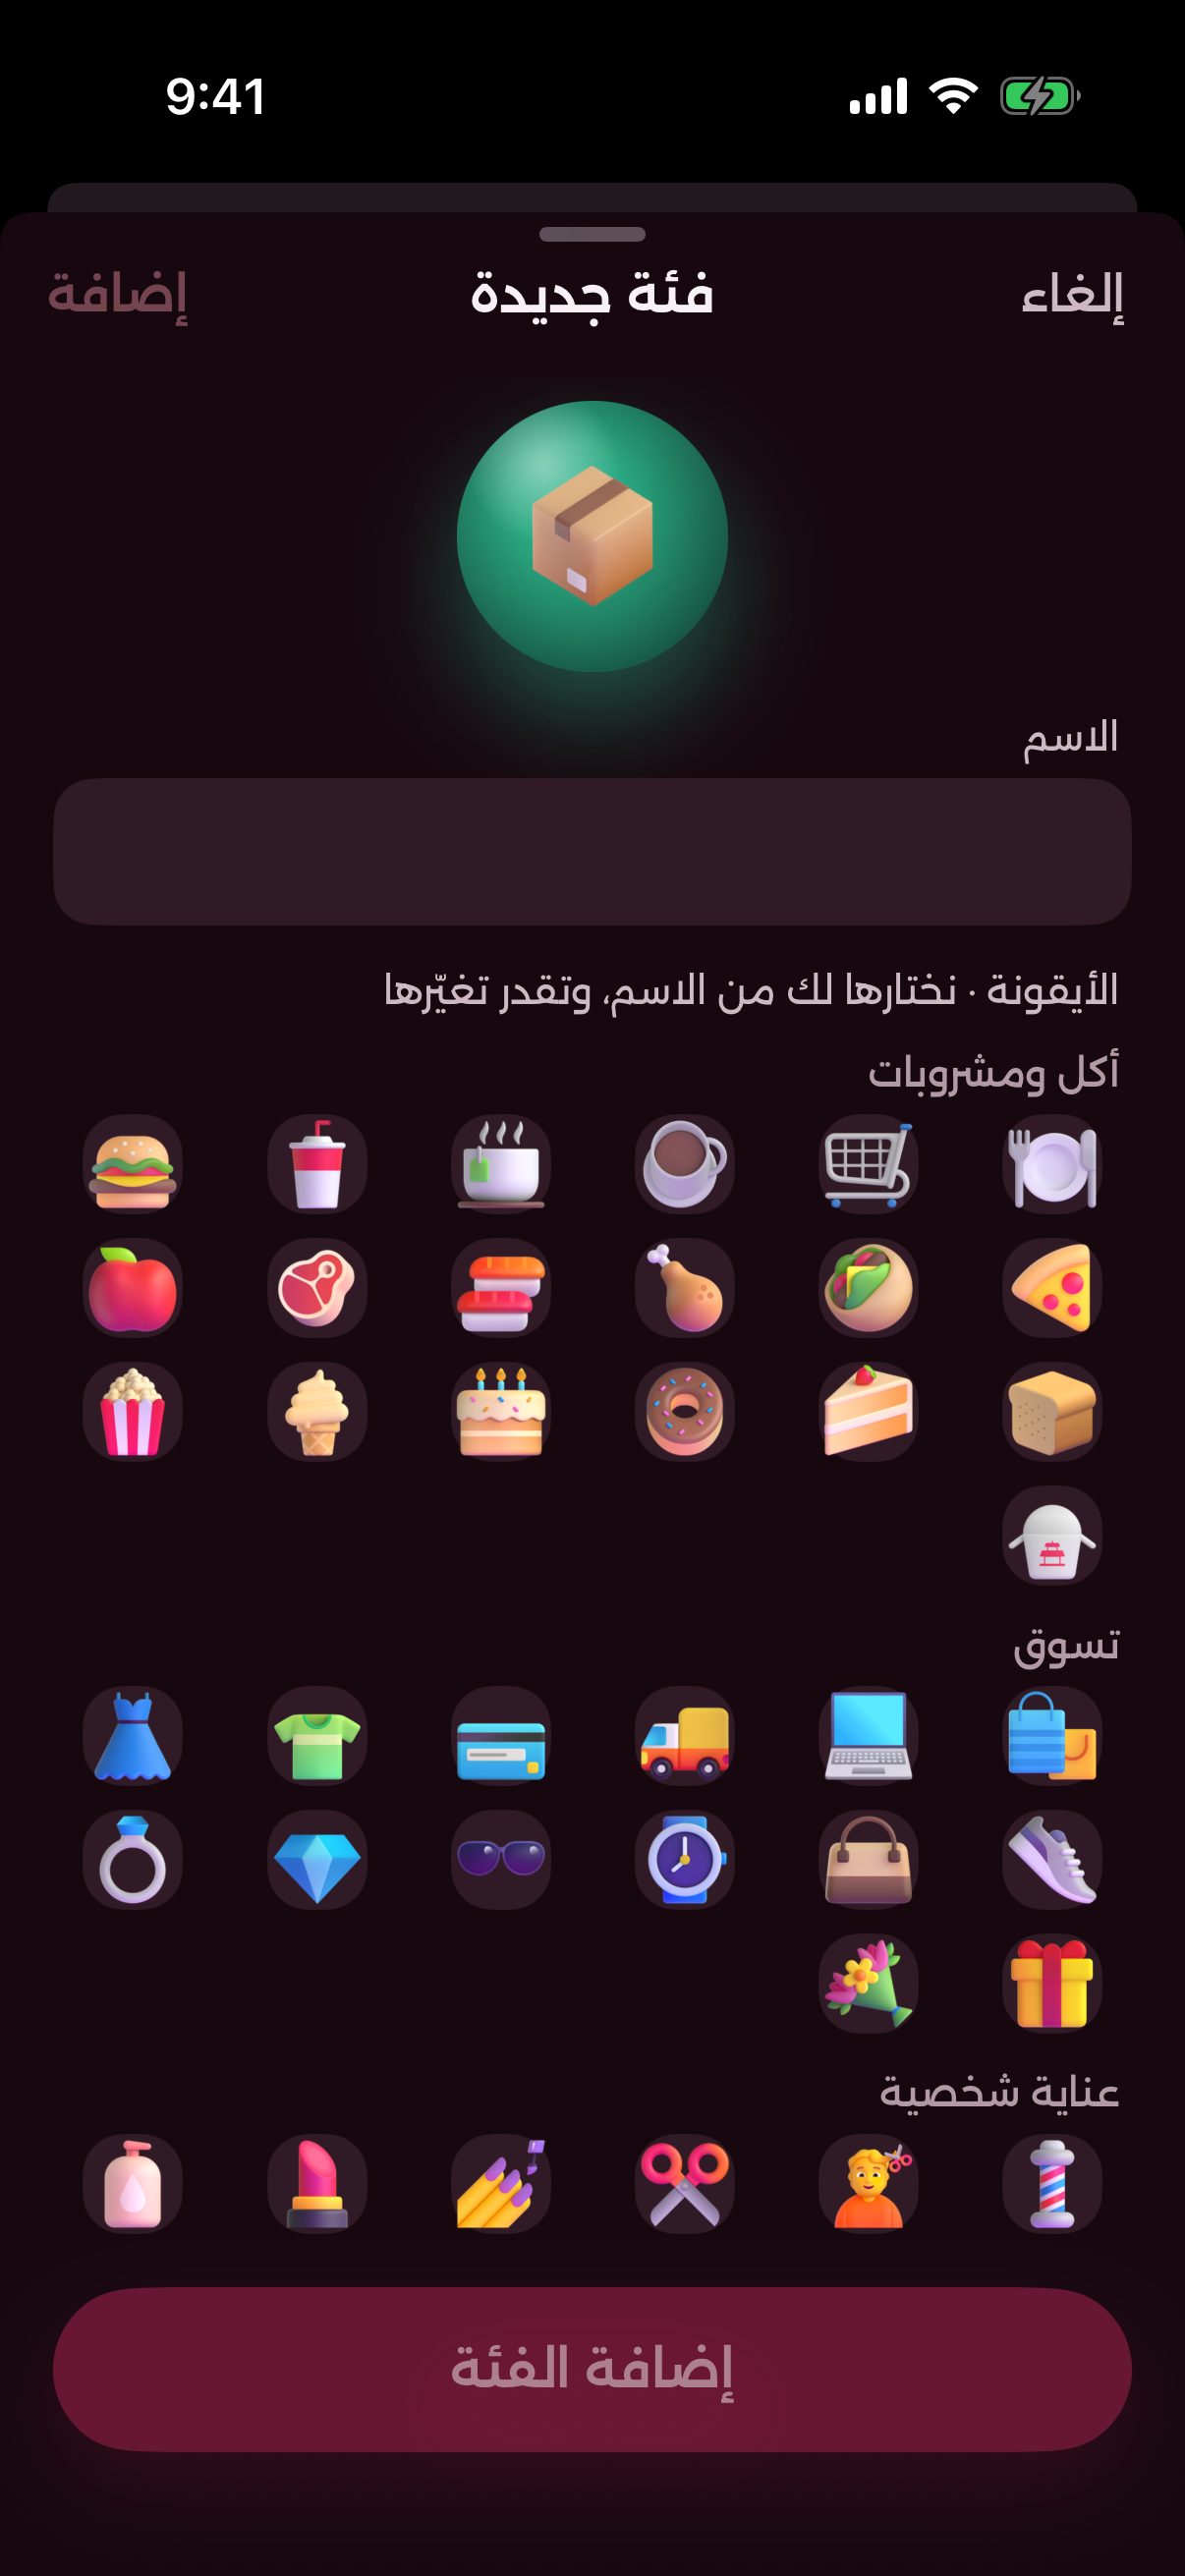 9:41
إلغاء
فئة جديدة
إضافة
الاسم
الأيقونة · نختارها لك من الاسم، وتقدر تغيّرها
أكل ومشروبات
تسوق
عناية شخصية
إضافة الفئة